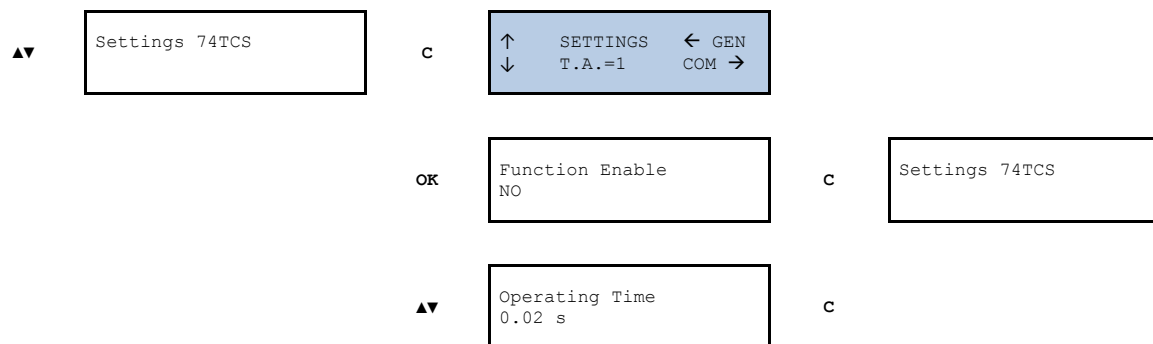 ▲▼ Settings 74TCS C ↑ SETTINGS ← GEN
↓ T.A.=1 COM →
OK Function Enable C Settings 74TCS
NO
▲▼ Operating Time C
0.02 s